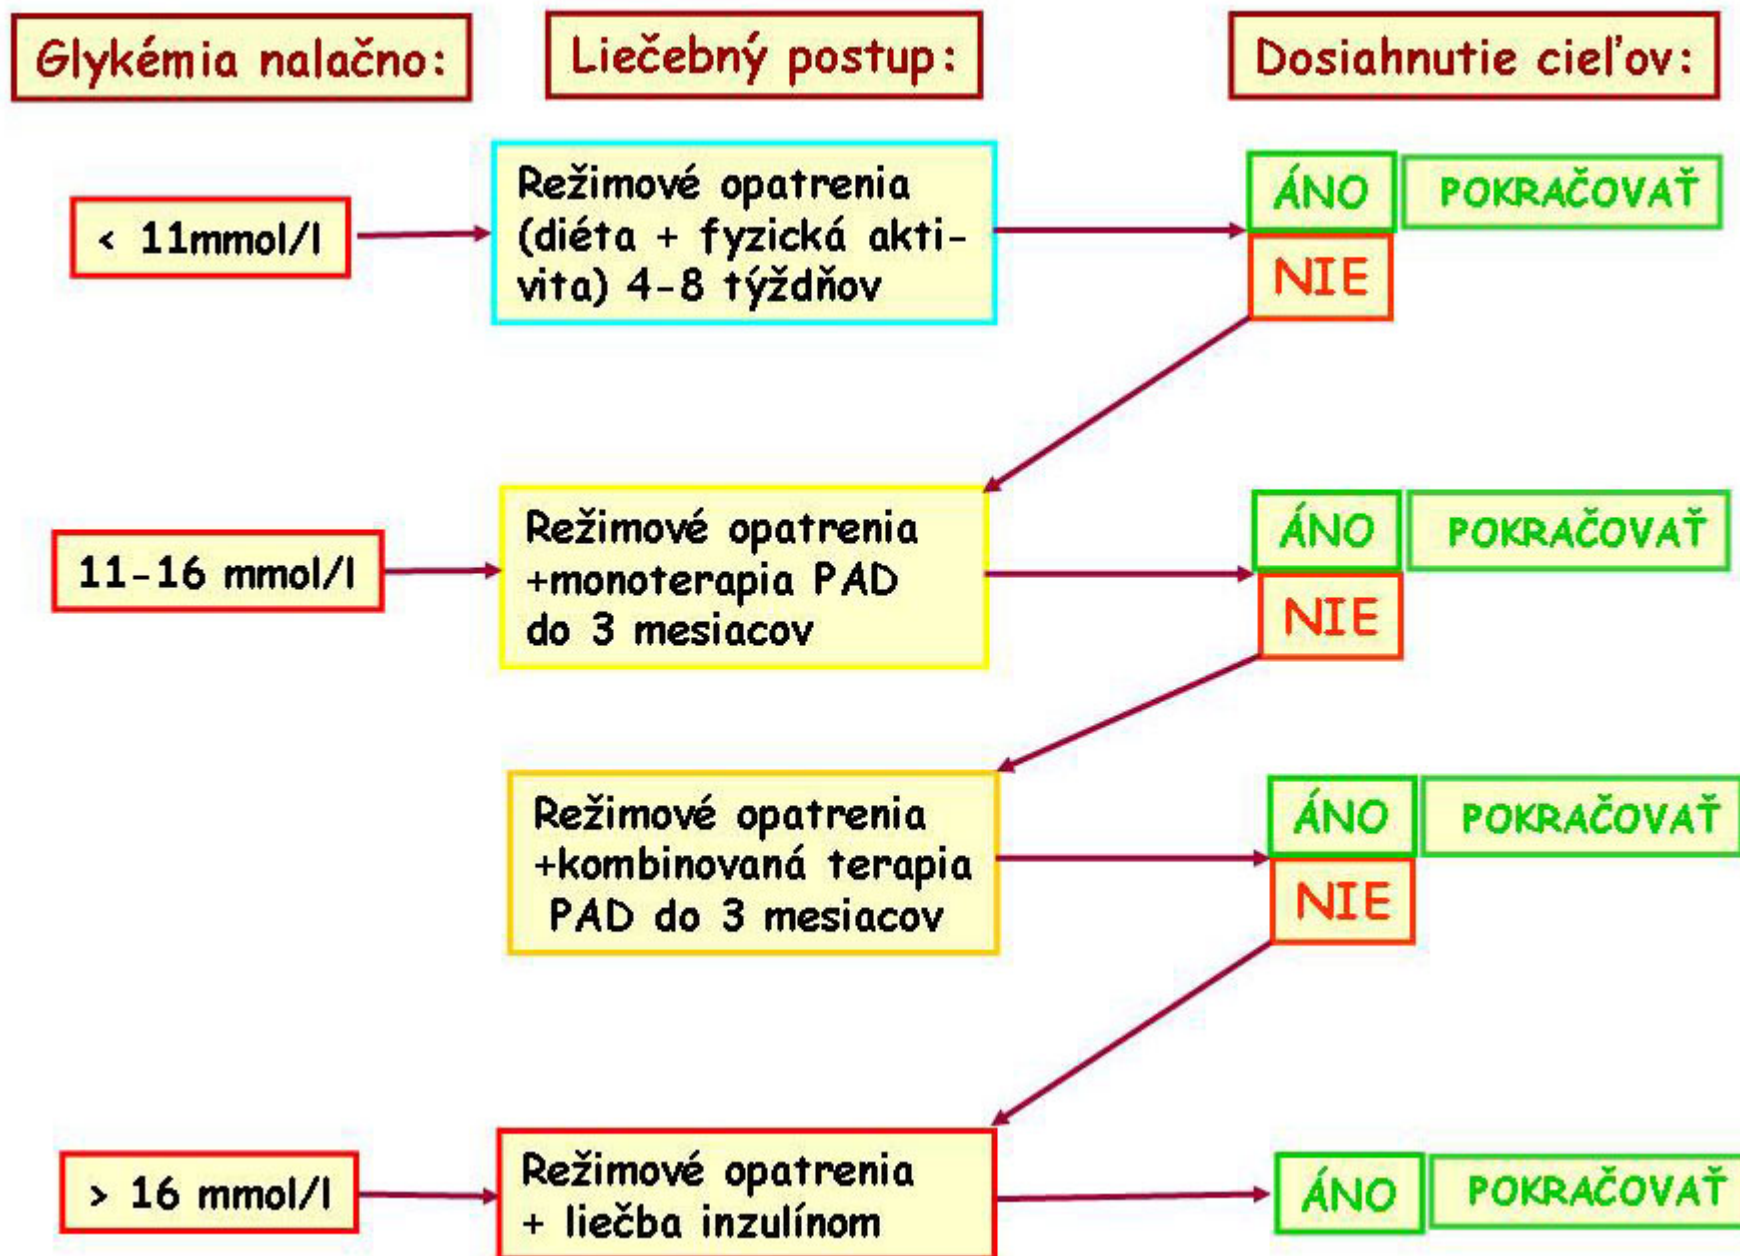 Glykémia nalačno:
Liečebný postup:
Dosiahnutie cieľov:
< 11mmol/l
Režimové opatrenia
(diéta + fyzická akti-
vita) 4-8 týždňov
ÁNO
POKRAČOVAŤ
NIE
11-16 mmol/l
Režimové opatrenia
+monoterapia PAD
do 3 mesiacov
ÁNO
POKRAČOVAŤ
NIE
Režimové opatrenia
+kombinovaná terapia
PAD do 3 mesiacov
ÁNO
POKRAČOVAŤ
NIE
> 16 mmol/l
Režimové opatrenia
+ liečba inzulínom
ÁNO
POKRAČOVAŤ